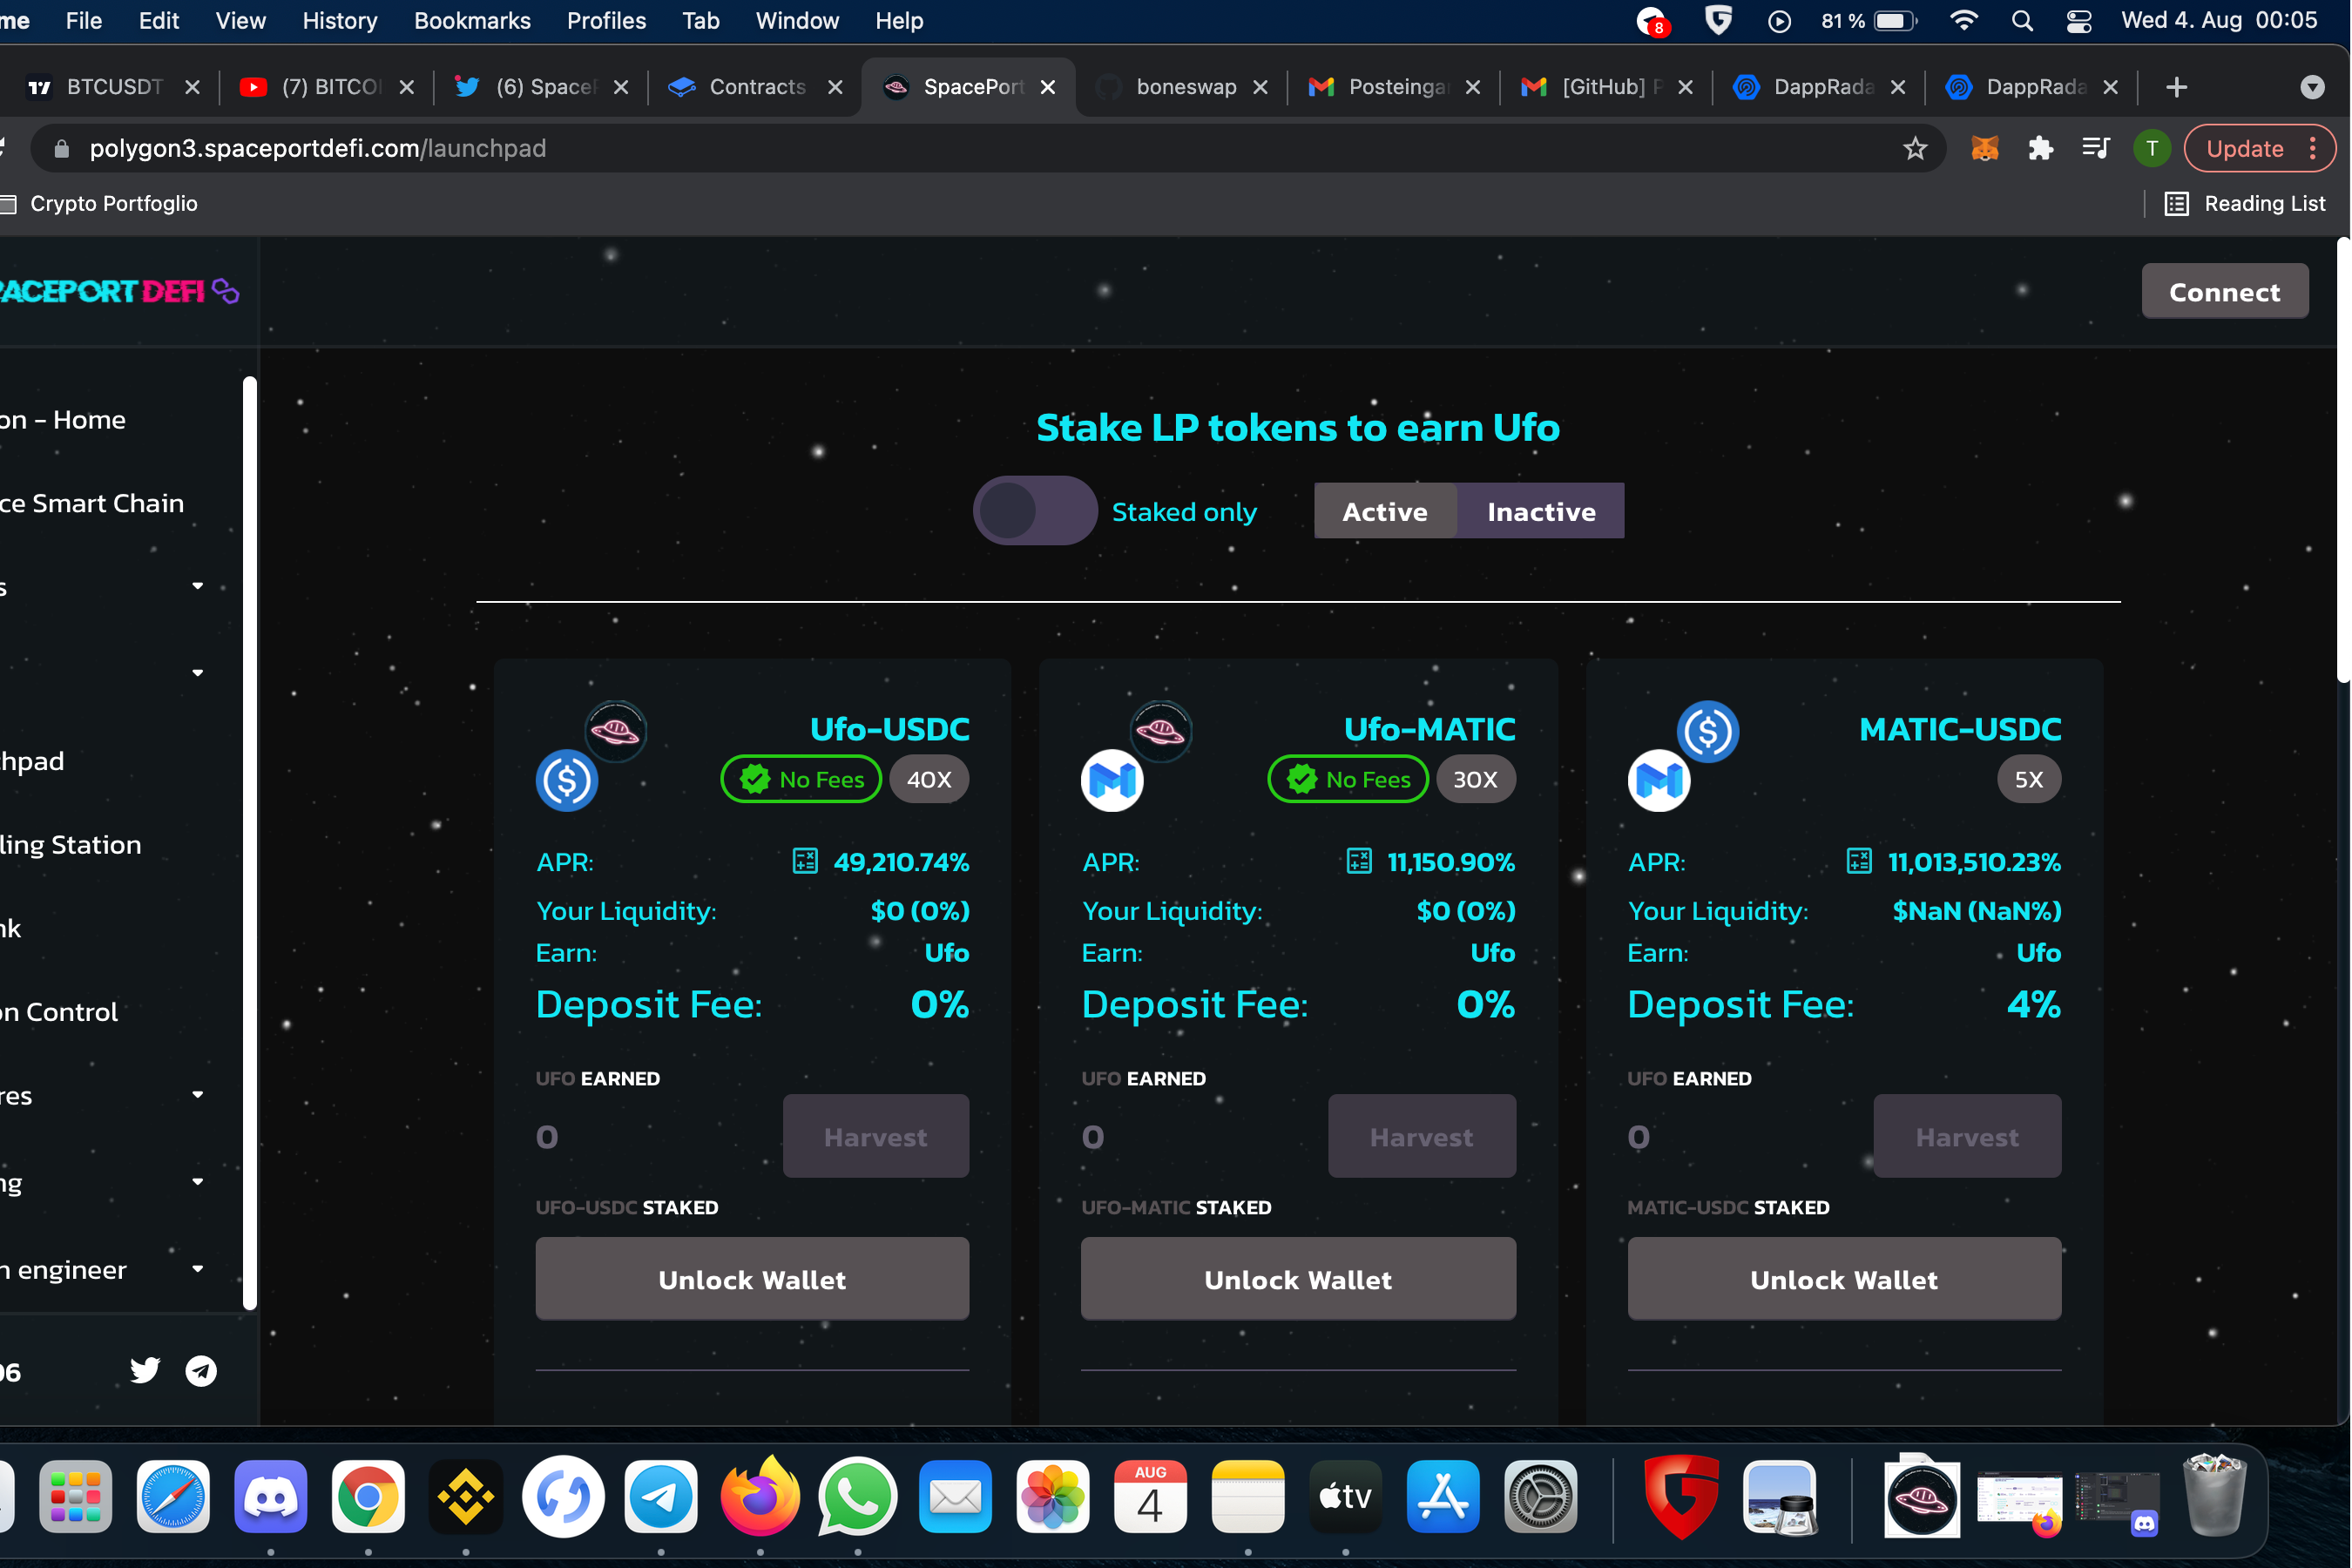 me File Edit View History Bookmarks Profiles Tab Window Help 8 81 % Wed 4. Aug 00:05
BTCUSDT (7) BITCOI (6) SpaceP Contracts SpacePort boneswap Posteingan [GitHub] P DappRada DappRada
polygon3.spaceportdefi.com/launchpad T Update
Crypto Portfoglio Reading List
PACEPORT DEFI Connect
on - Home
ce Smart Chain
s
hpad
ling Station
nk
on Control
res
ng
n engineer
06
Stake LP tokens to earn Ufo
Staked only Active Inactive
Ufo-USDC
No Fees 40X
APR: 49,210.74%
Your Liquidity: $0 (0%)
Earn: Ufo
Deposit Fee: 0%
UFO EARNED
0 Harvest
UFO-USDC STAKED
Unlock Wallet
Ufo-MATIC
No Fees 30X
APR: 11,150.90%
Your Liquidity: $0 (0%)
Earn: Ufo
Deposit Fee: 0%
UFO EARNED
0 Harvest
UFO-MATIC STAKED
Unlock Wallet
MATIC-USDC
5X
APR: 11,013,510.23%
Your Liquidity: $NaN (NaN%)
Earn: Ufo
Deposit Fee: 4%
UFO EARNED
0 Harvest
MATIC-USDC STAKED
Unlock Wallet
AUG
4
tv